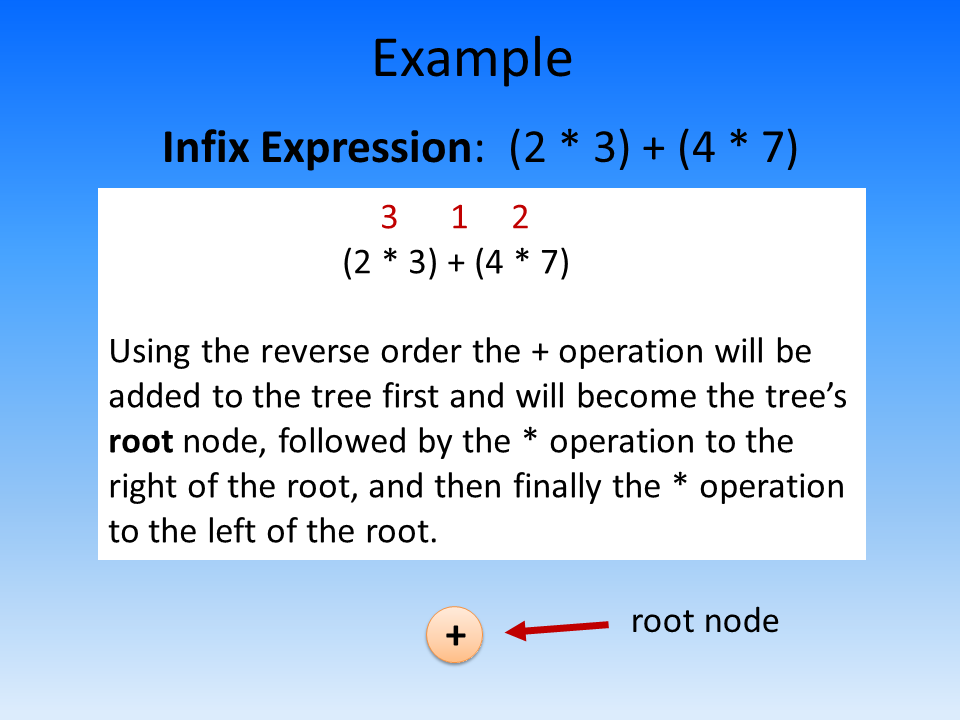 Example
Infix Expression: (2 * 3) + (4 * 7)
3 1 2
(2 * 3) + (4 * 7)
Using the reverse order the + operation will be
added to the tree first and will become the tree’s
root node, followed by the * operation to the
right of the root, and then finally the * operation
to the left of the root.
+
root node